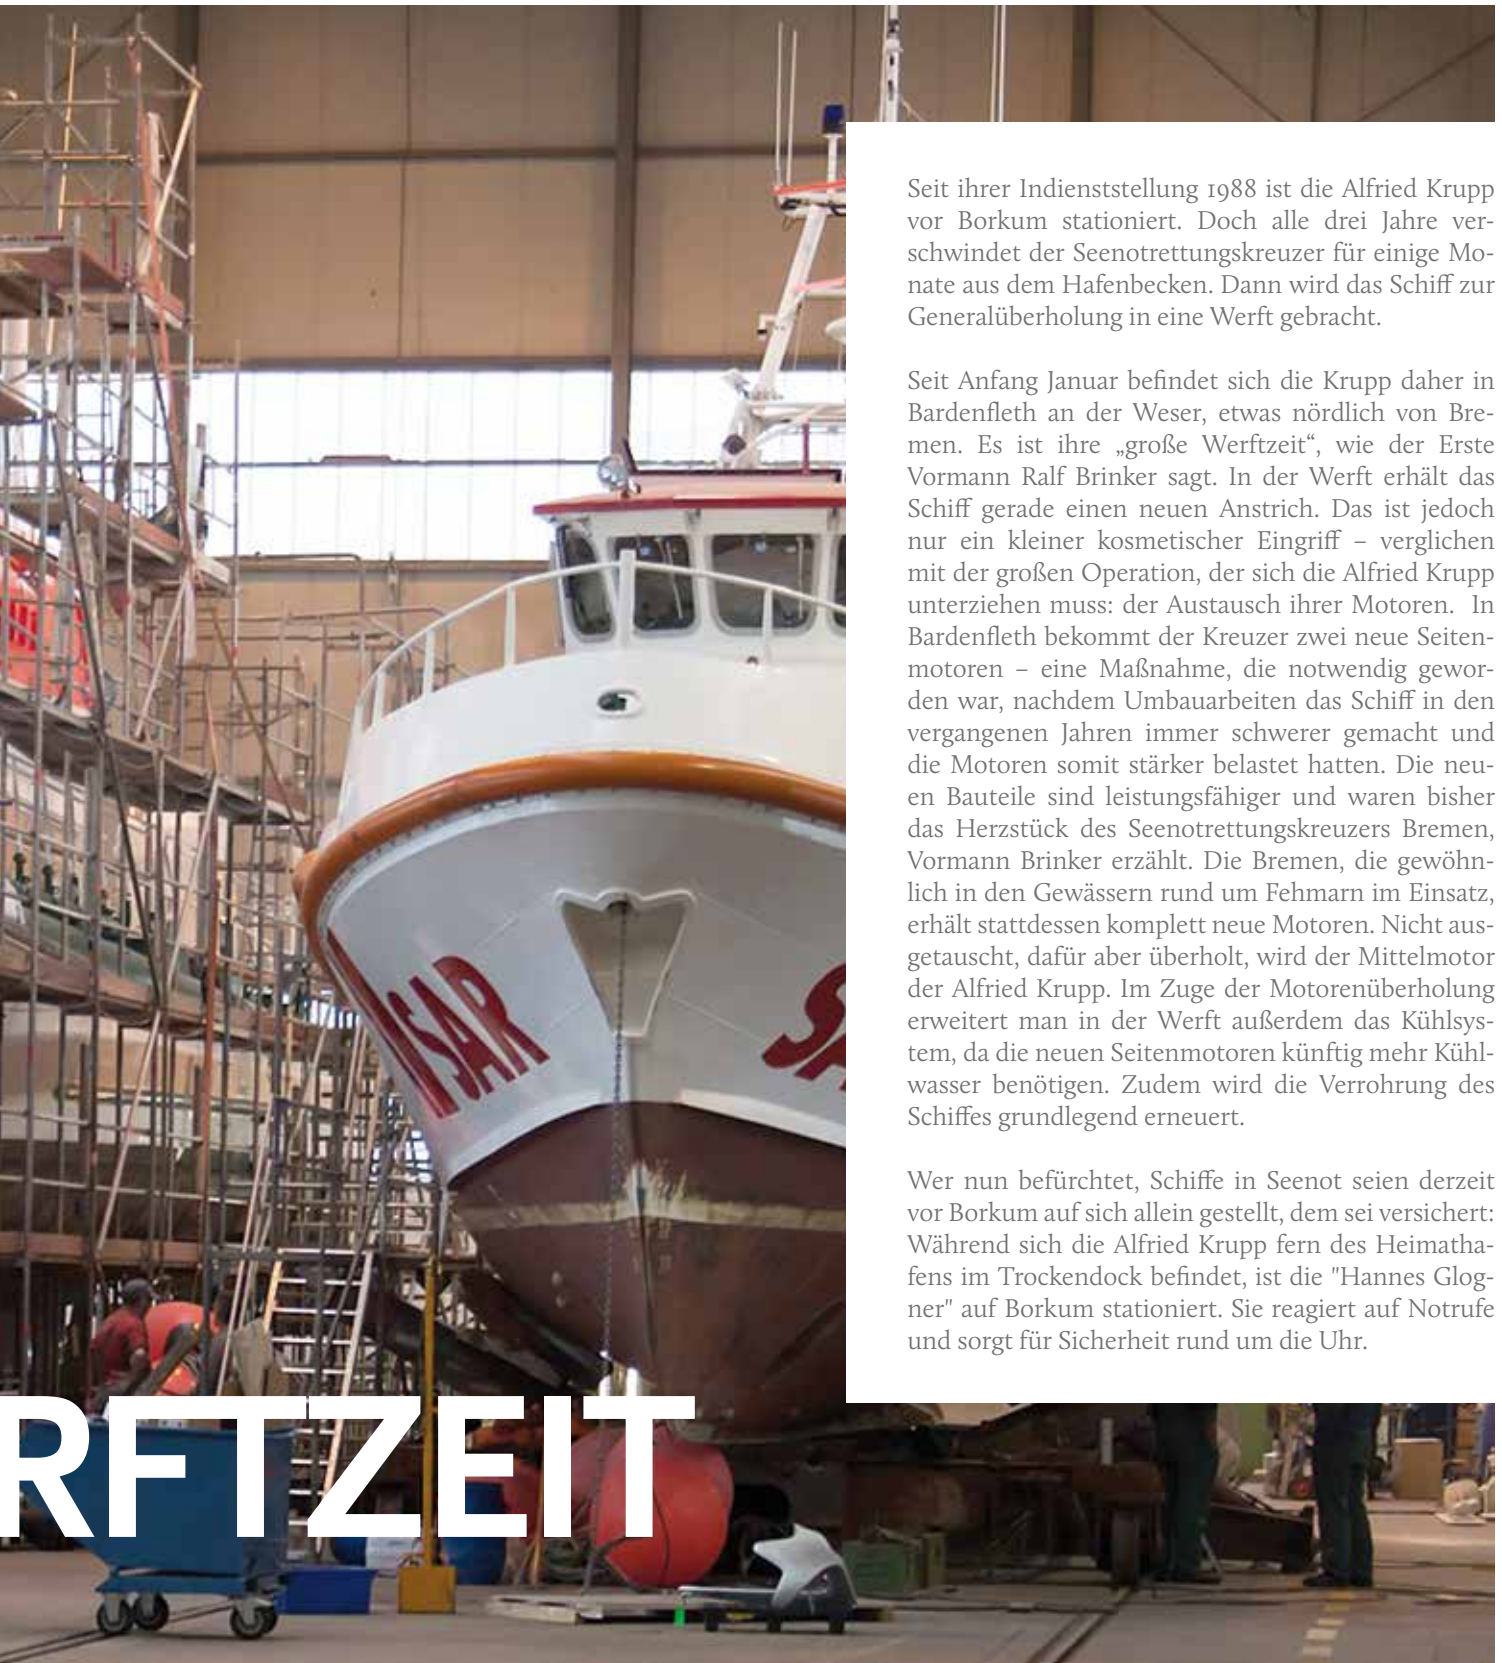 Seit ihrer Indienststellung 1988 ist die Alfried Krupp
vor Borkum stationiert. Doch alle drei Jahre ver-
schwindet der Seenotrettungskreuzer für einige Mo-
nate aus dem Hafenbecken. Dann wird das Schiff zur
Generalüberholung in eine Werft gebracht.
Seit Anfang Januar befindet sich die Krupp daher in
Bardenfleth an der Weser, etwas nördlich von Bre-
men. Es ist ihre „große Werftzeit“, wie der Erste
Vormann Ralf Brinker sagt. In der Werft erhält das
Schiff gerade einen neuen Anstrich. Das ist jedoch
nur ein kleiner kosmetischer Eingriff – verglichen
mit der großen Operation, der sich die Alfried Krupp
unterziehen muss: der Austausch ihrer Motoren. In
Bardenfleth bekommt der Kreuzer zwei neue Seiten-
motoren – eine Maßnahme, die notwendig gewor-
den war, nachdem Umbauarbeiten das Schiff in den
vergangenen Jahren immer schwerer gemacht und
die Motoren somit stärker belastet hatten. Die neu-
en Bauteile sind leistungsfähiger und waren bisher
das Herzstück des Seenotrettungskreuzers Bremen,
Vormann Brinker erzählt. Die Bremen, die gewöhn-
lich in den Gewässern rund um Fehmarn im Einsatz,
erhält stattdessen komplett neue Motoren. Nicht aus-
getauscht, dafür aber überholt, wird der Mittelmotor
der Alfried Krupp. Im Zuge der Motorenüberholung
erweitert man in der Werft außerdem das Kühlsys-
tem, da die neuen Seitenmotoren künftig mehr Kühl-
wasser benötigen. Zudem wird die Verrohrung des
Schiffes grundlegend erneuert.
Wer nun befürchtet, Schiffe in Seenot seien derzeit
vor Borkum auf sich allein gestellt, dem sei versichert:
Während sich die Alfried Krupp fern des Heimatha-
fens im Trockendock befindet, ist die "Hannes Glog-
ner" auf Borkum stationiert. Sie reagiert auf Notrufe
und sorgt für Sicherheit rund um die Uhr.
SAR
SA
RFTZEIT